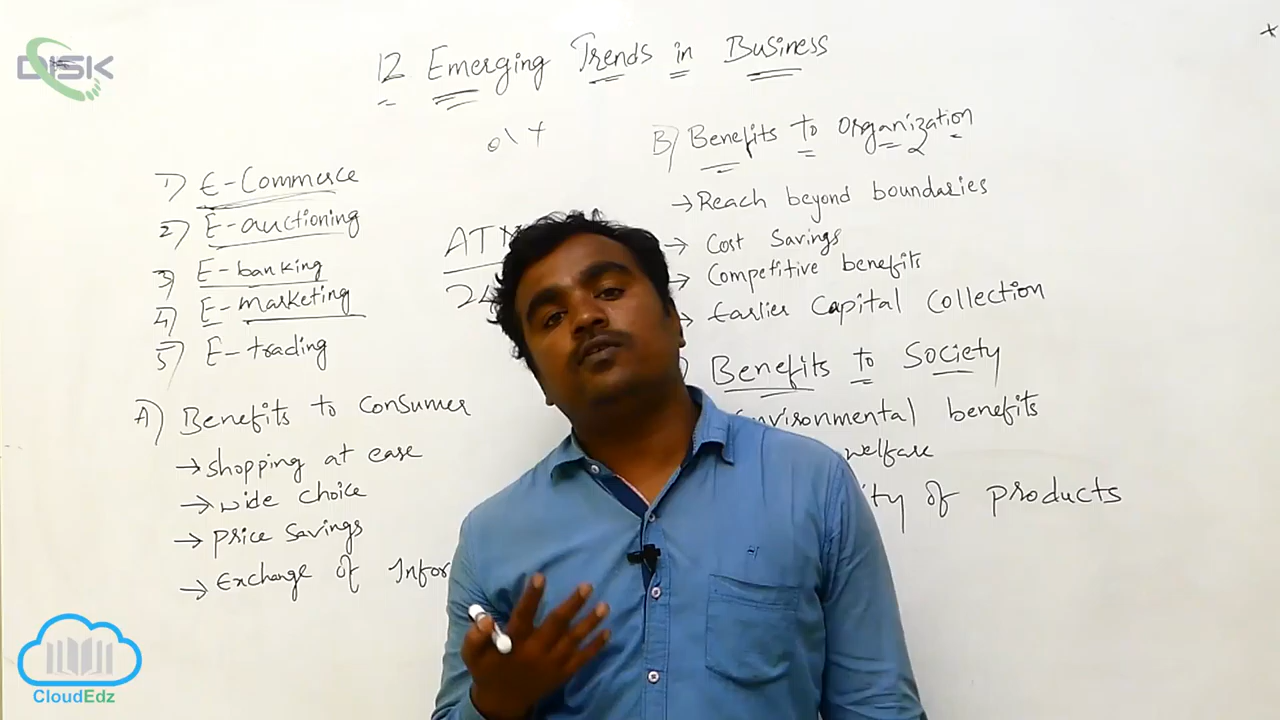 DISK
12 Emerging Trends in Business
1) E-Commerce
2) E-auctioning
3) E-banking
4) E-marketing
5) E-trading
A) Benefits to Consumer
→ shopping at ease
→ wide choice
→ price savings
→ Exchange of Infor
B) Benefits to Organization
→ Reach beyond boundaries
→ Cost Savings
→ Competitive benefits
→ Earlier Capital Collection
Benefits to Society
benefits
welfare
of products
CloudEdz